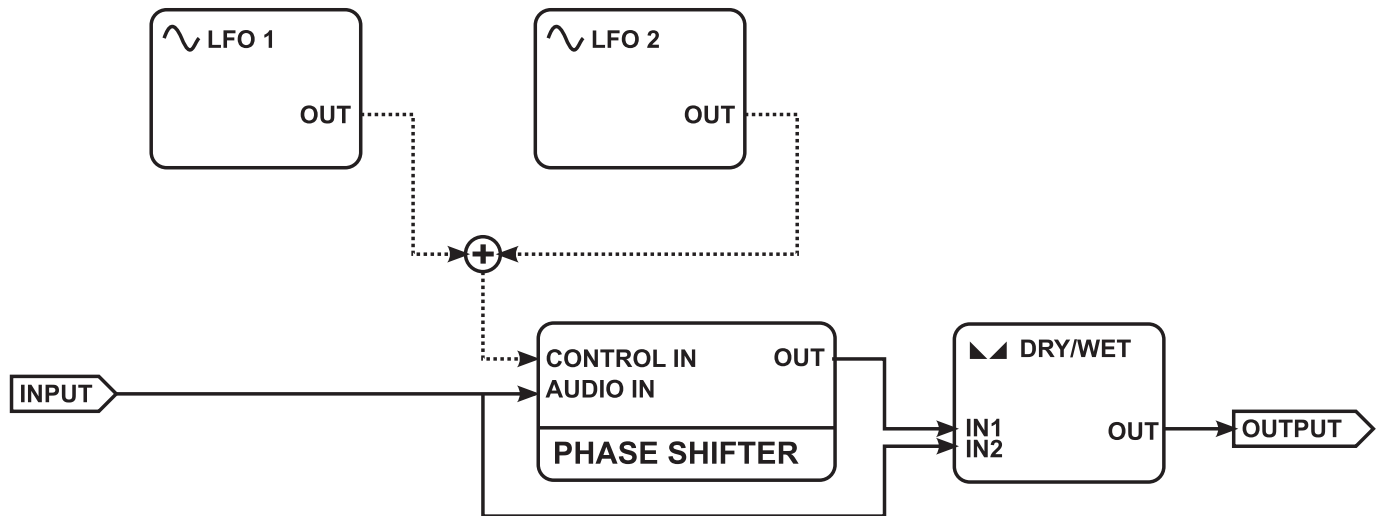 LFO 1
LFO 2
OUT
OUT
+
CONTROL IN
OUT
AUDIO IN
PHASE SHIFTER
INPUT
DRY/WET
IN1
IN2
OUT
OUTPUT